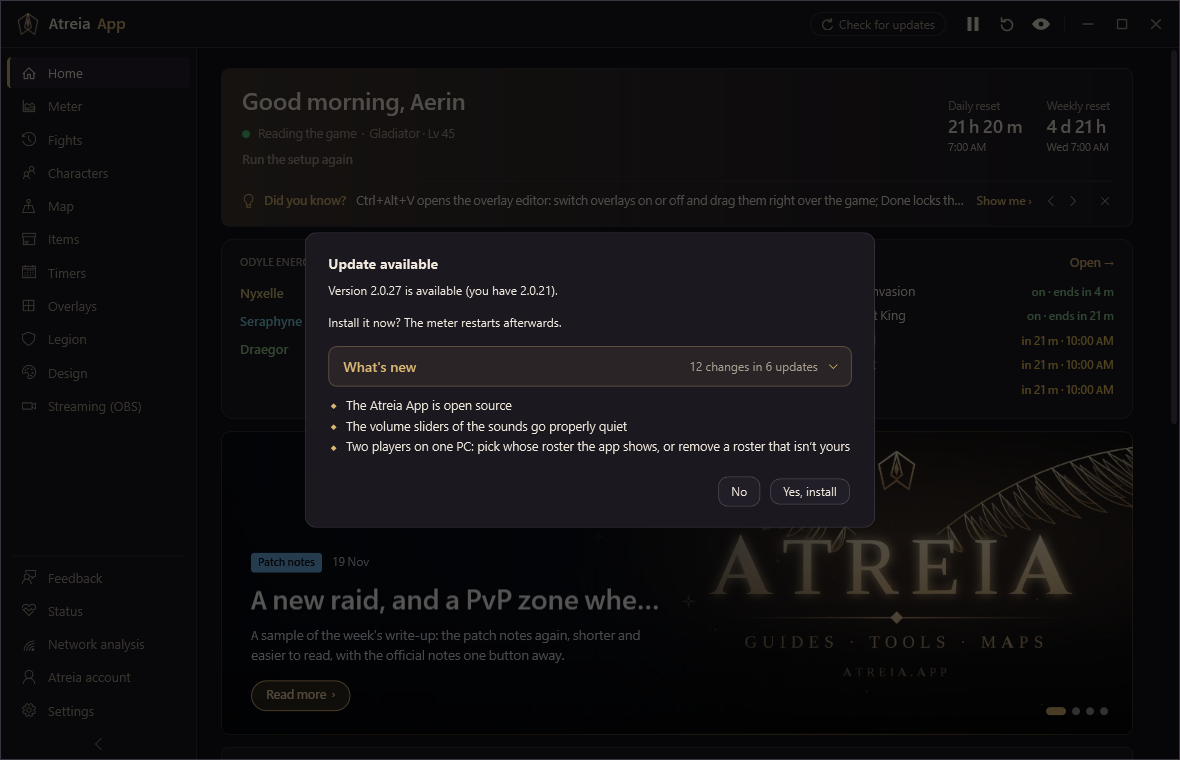 Atreia App
Check for updates
Home
Meter
Fights
Characters
Map
Items
Timers
Overlays
Legion
Design
Streaming (OBS)
Feedback
Status
Network analysis
Atreia account
Settings
Good morning, Aerin
Reading the game · Gladiator · Lv 45
Run the setup again
Daily reset
21 h 20 m
7:00 AM
Weekly reset
4 d 21 h
Wed 7:00 AM
Did you know? Ctrl+Alt+V opens the overlay editor: switch overlays on or off and drag them right over the game; Done locks th... Show me ›
ODYLE ENERG
Nyxelle
Seraphyne
Draegor
Open →
nvasion on · ends in 4 m
t King on · ends in 21 m
in 21 m · 10:00 AM
in 21 m · 10:00 AM
in 21 m · 10:00 AM
Update available
Version 2.0.27 is available (you have 2.0.21).
Install it now? The meter restarts afterwards.
What's new 12 changes in 6 updates
The Atreia App is open source
The volume sliders of the sounds go properly quiet
Two players on one PC: pick whose roster the app shows, or remove a roster that isn't yours
No Yes, install
Patch notes 19 Nov
A new raid, and a PvP zone whe...
A sample of the week's write-up: the patch notes again, shorter and
easier to read, with the official notes one button away.
Read more ›
ATREIA
GUIDES · TOOLS · MAPS
ATREIA.APP